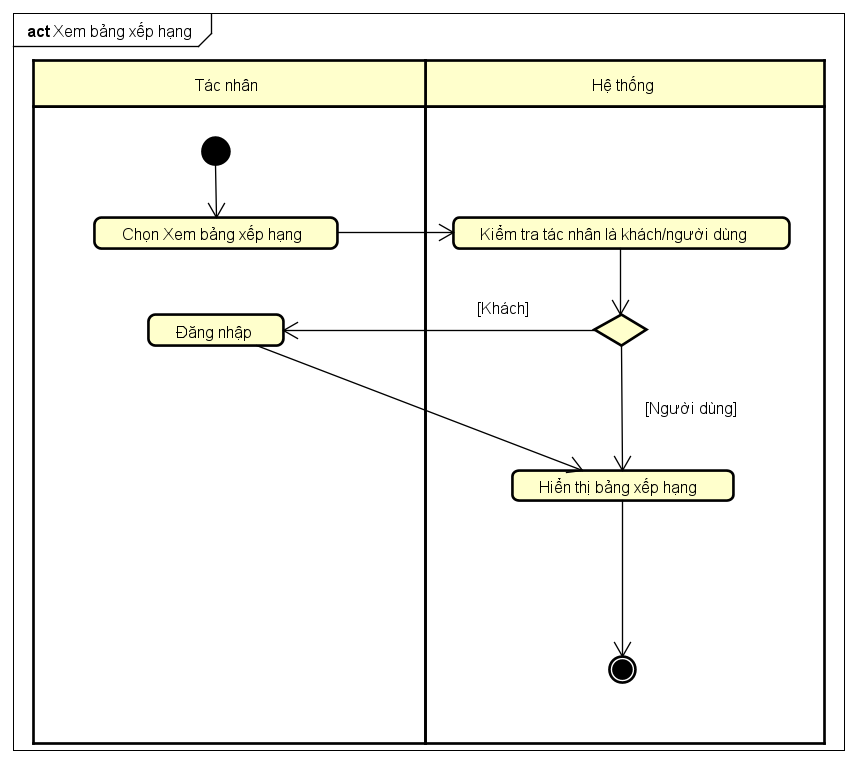 act Xem bảng xếp hạng
Tác nhân
Hệ thống
Chọn Xem bảng xếp hạng
Kiểm tra tác nhân là khách/người dùng
[Khách]
Đăng nhập
[Người dùng]
Hiển thị bảng xếp hạng